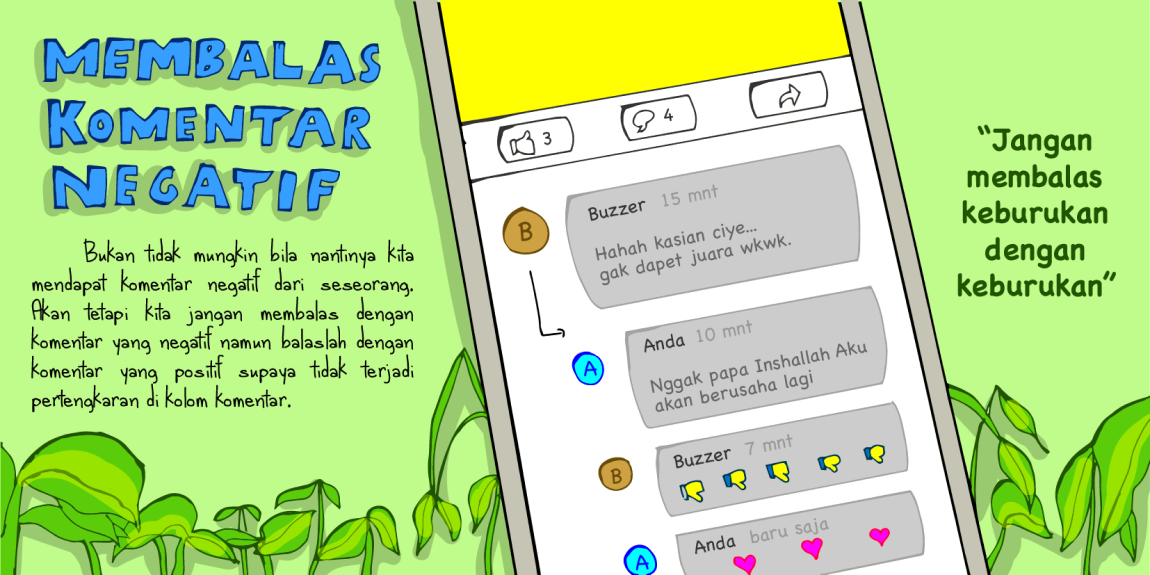 MEMBALAS
KOMENTAR
NEGATIF
Bukan tidak mungkin bila nantinya kita
mendapat komentar negatif dari seseorang.
Akan tetapi kita jangan membalas dengan
komentar yang negatif namun balaslah dengan
komentar yang positif supaya tidak terjadi
pertengkaran di kolom komentar.
3
4
B
Buzzer 15 mnt
Hahah kasian ciye...
gak dapet juara wkwk.
A
Anda 10 mnt
Nggak papa Inshallah Aku
akan berusaha lagi
B
Buzzer 7 mnt
A
Anda baru saja
“Jangan
membalas
keburukan
dengan
keburukan”